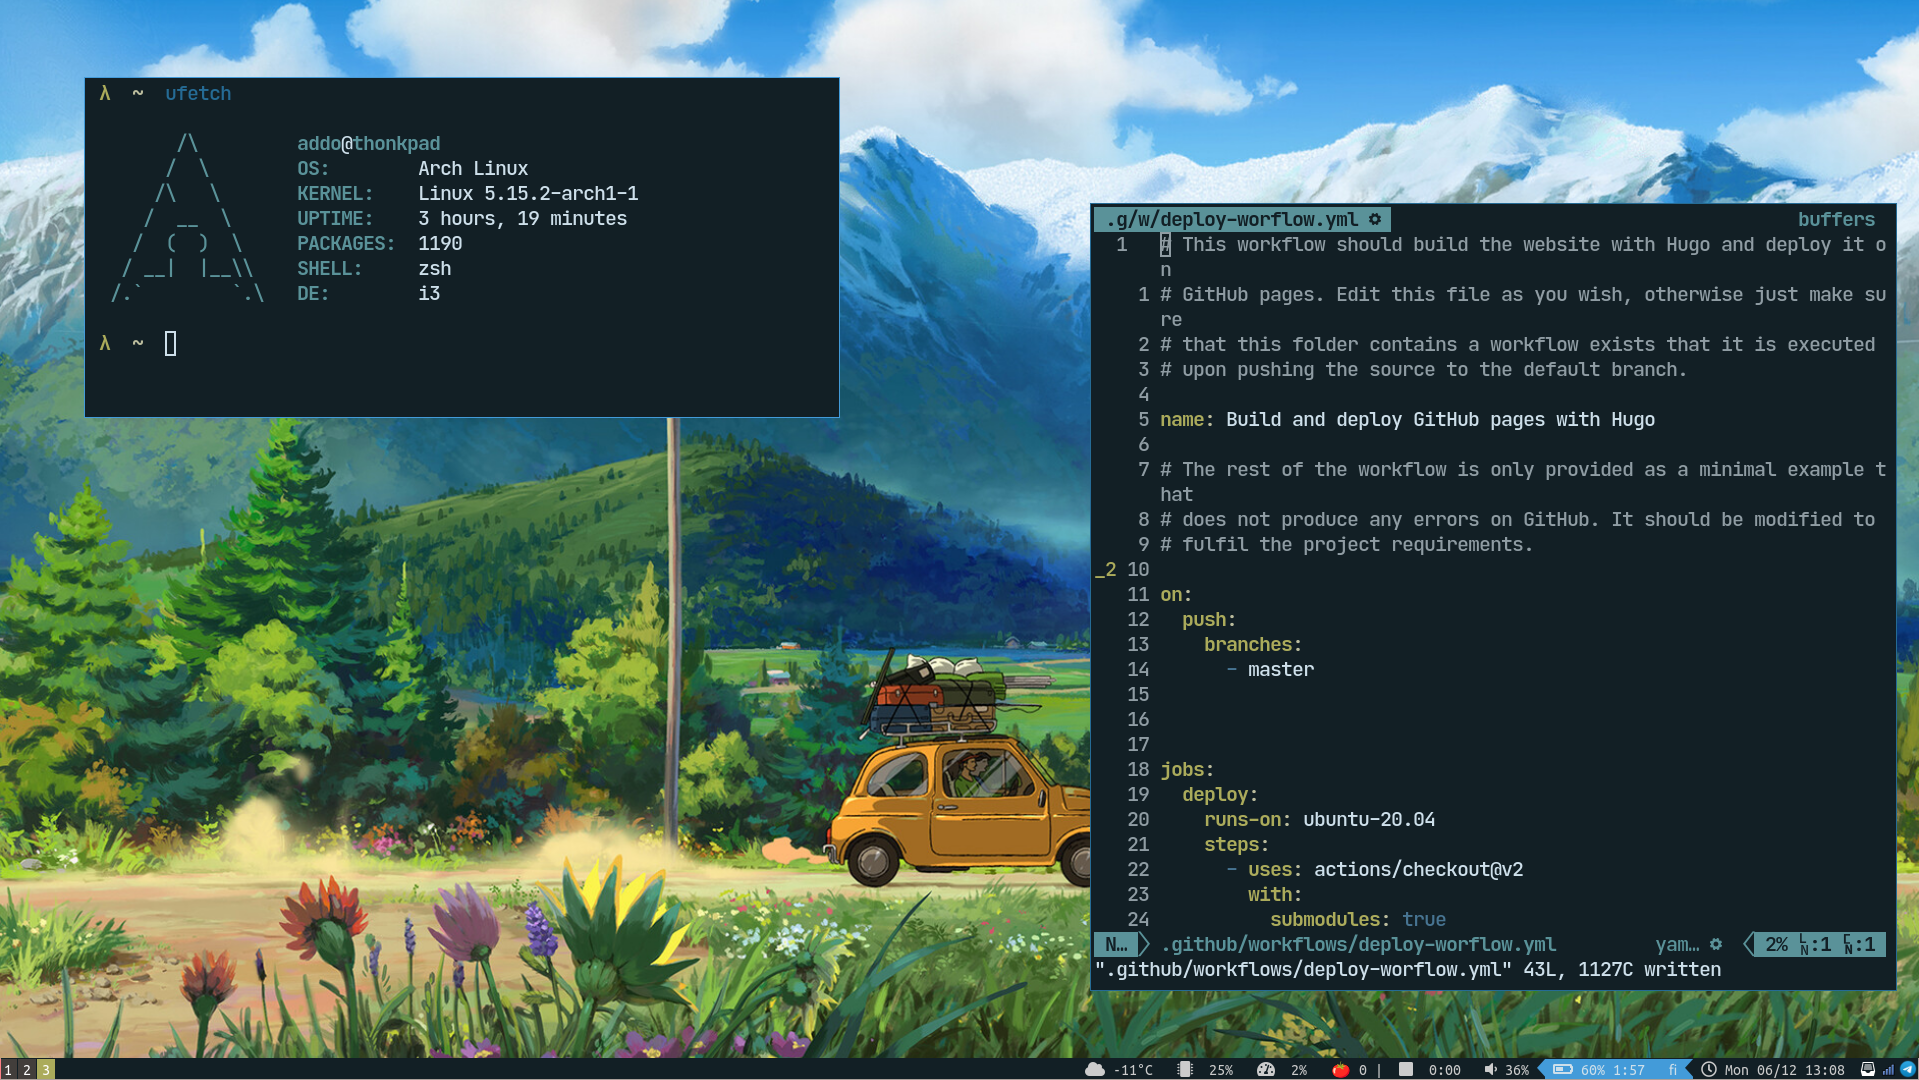 λ ~ ufetch
addo@thonkpad
OS: Arch Linux
KERNEL: Linux 5.15.2-arch1-1
UPTIME: 3 hours, 19 minutes
PACKAGES: 1190
SHELL: zsh
DE: i3
λ ~
.g/w/deploy-worflow.yml buffers
1 # This workflow should build the website with Hugo and deploy it o
n
1 # GitHub pages. Edit this file as you wish, otherwise just make su
re
2 # that this folder contains a workflow exists that it is executed
3 # upon pushing the source to the default branch.
4
5 name: Build and deploy GitHub pages with Hugo
6
7 # The rest of the workflow is only provided as a minimal example t
hat
8 # does not produce any errors on GitHub. It should be modified to
9 # fulfil the project requirements.
_2 10
11 on:
12 push:
13 branches:
14 - master
15
16
17
18 jobs:
19 deploy:
20 runs-on: ubuntu-20.04
21 steps:
22 - uses: actions/checkout@v2
23 with:
24 submodules: true
N… .github/workflows/deploy-worflow.yml yam… 2% LN:1 CN:1
".github/workflows/deploy-worflow.yml" 43L, 1127C written
1 2 3 -11°C 25% 2% 0 | 0:00 36% 60% 1:57 fi Mon 06/12 13:08